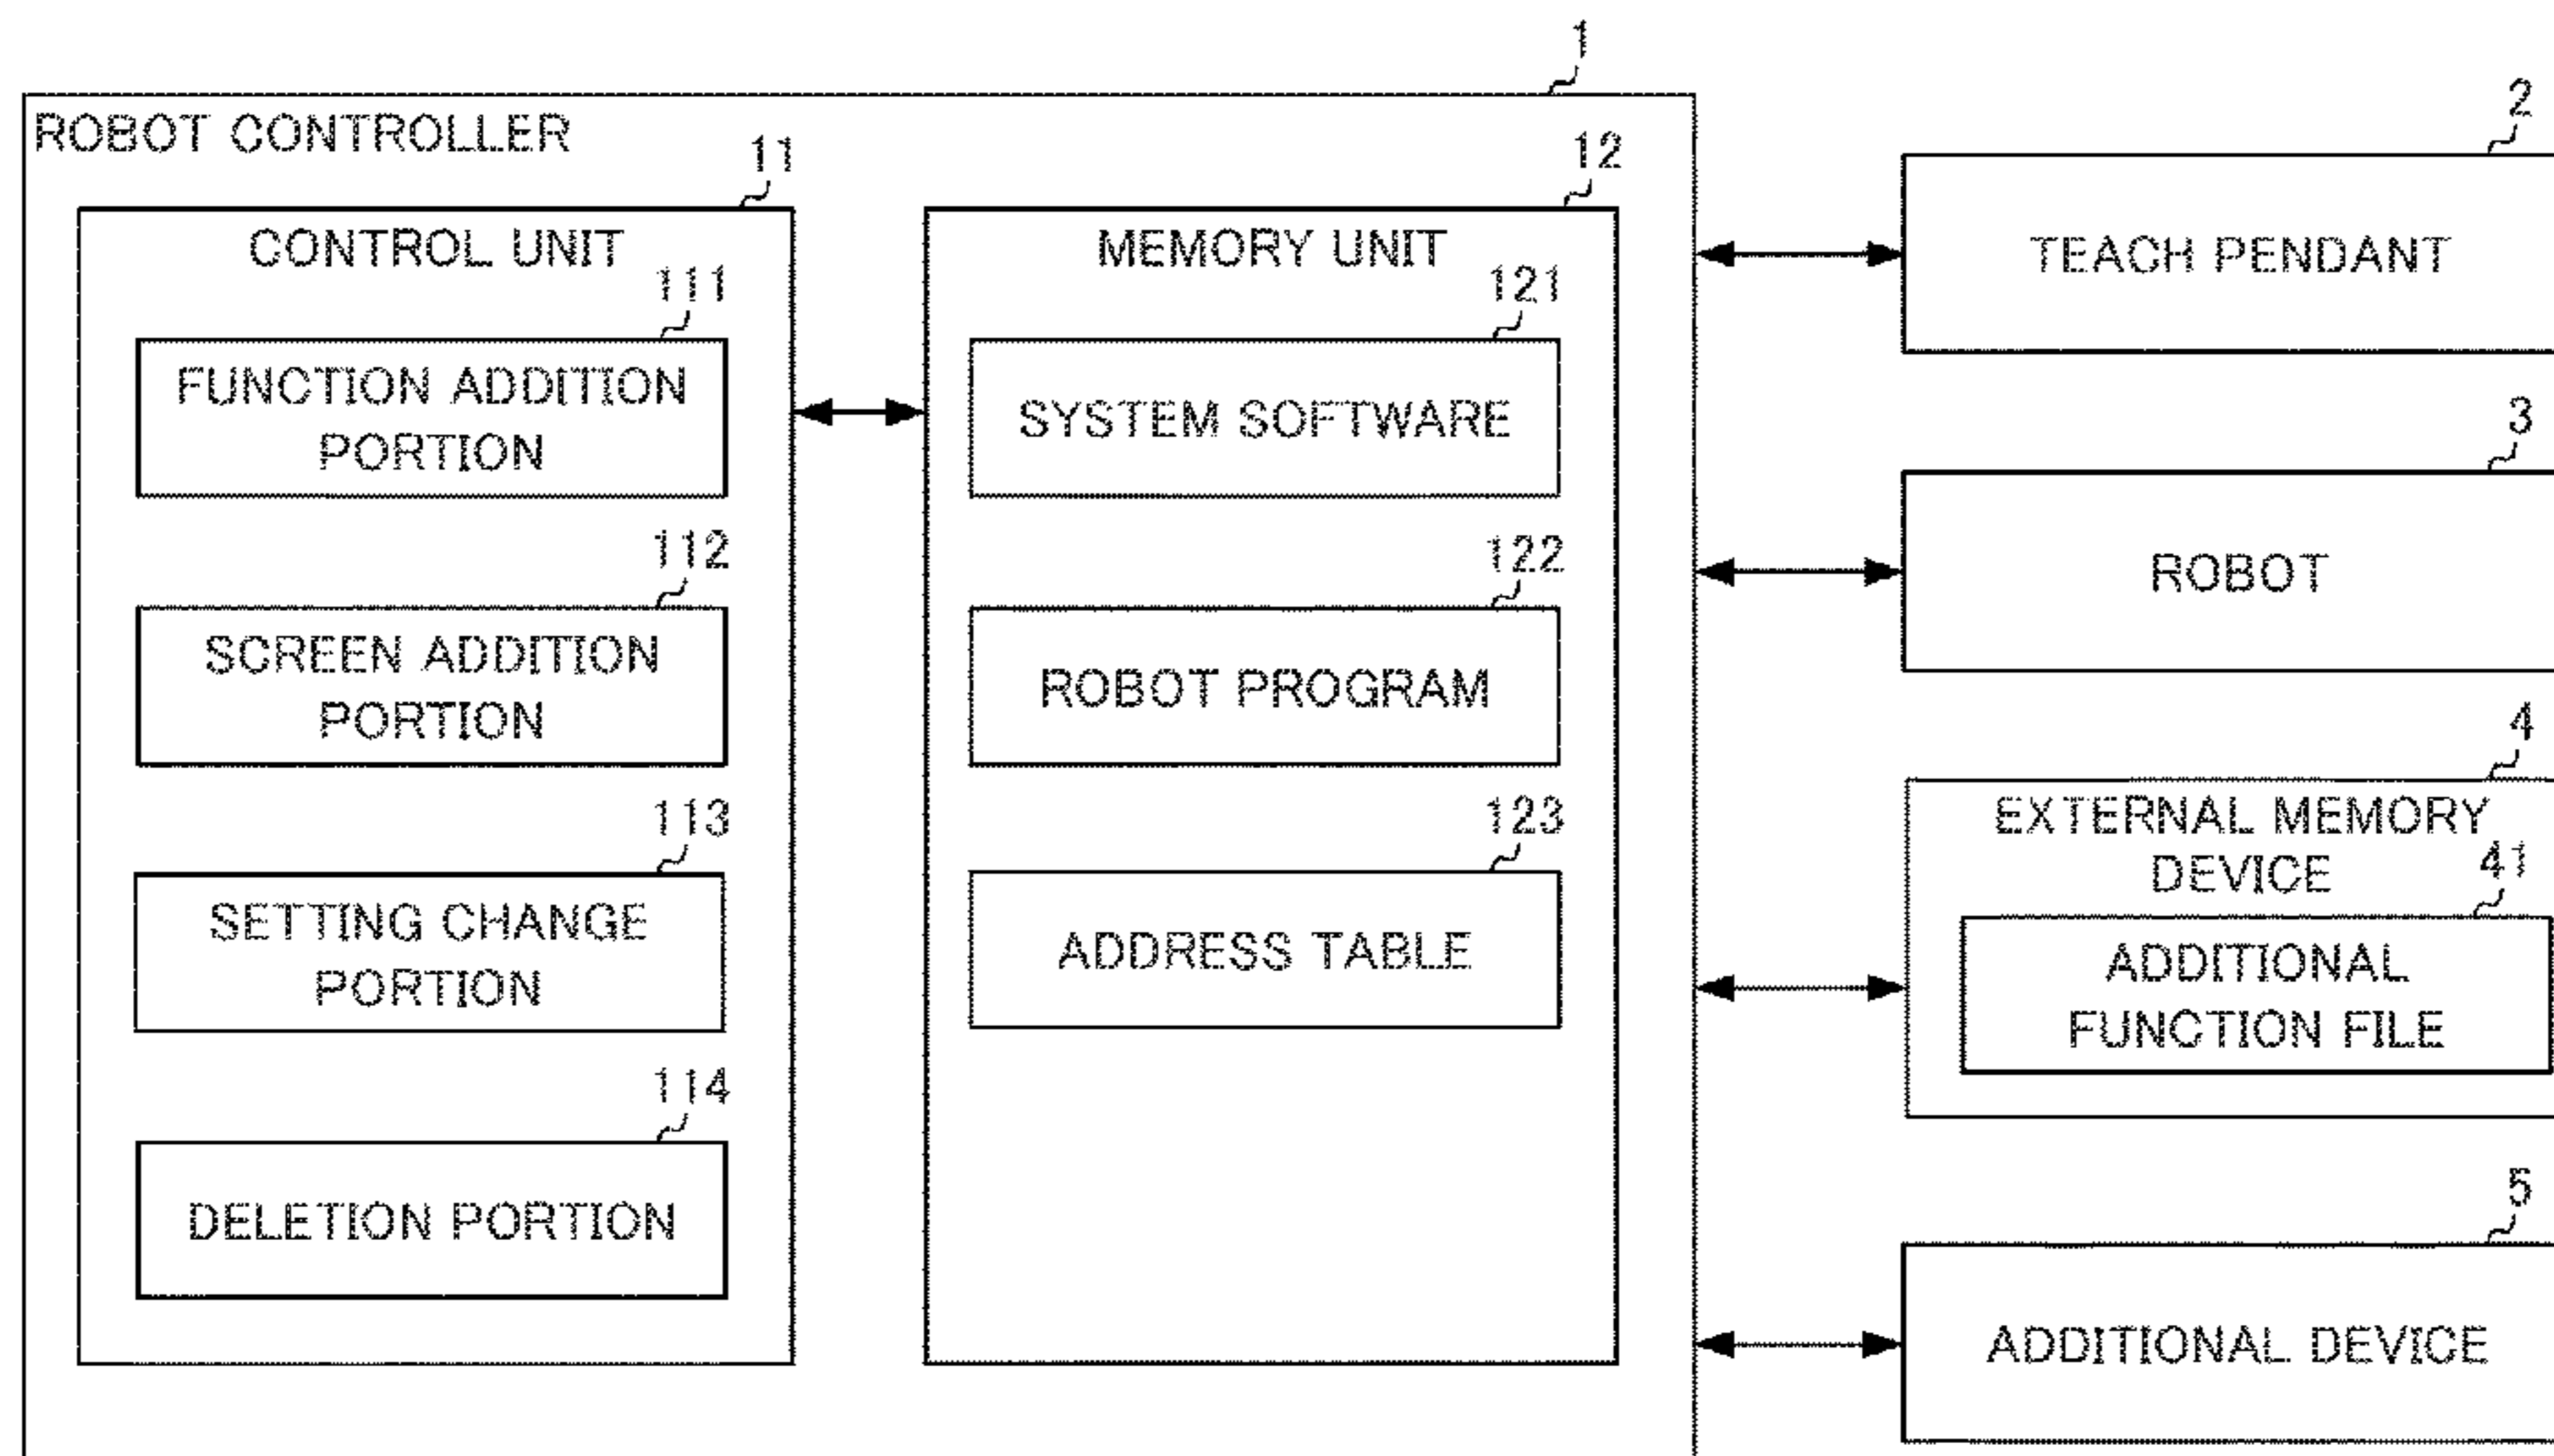 1
ROBOT CONTROLLER
11
CONTROL UNIT
111
FUNCTION ADDITION
PORTION
112
SCREEN ADDITION
PORTION
113
SETTING CHANGE
PORTION
114
DELETION PORTION
12
MEMORY UNIT
121
SYSTEM SOFTWARE
122
ROBOT PROGRAM
123
ADDRESS TABLE
2
TEACH PENDANT
3
ROBOT
4
EXTERNAL MEMORY
DEVICE
41
ADDITIONAL
FUNCTION FILE
5
ADDITIONAL DEVICE